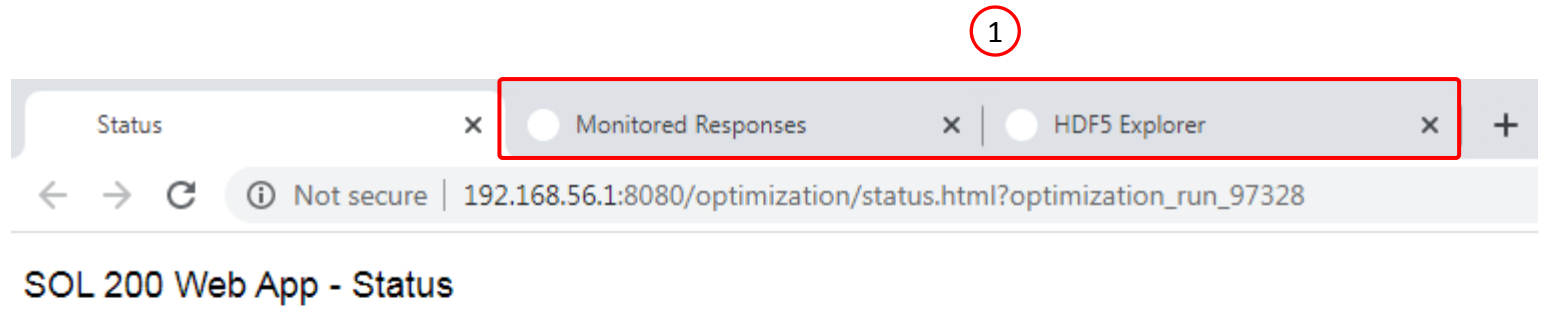 1
Status × Monitored Responses × HDF5 Explorer × +
Not secure | 192.168.56.1:8080/optimization/status.html?optimization_run_97328
SOL 200 Web App - Status